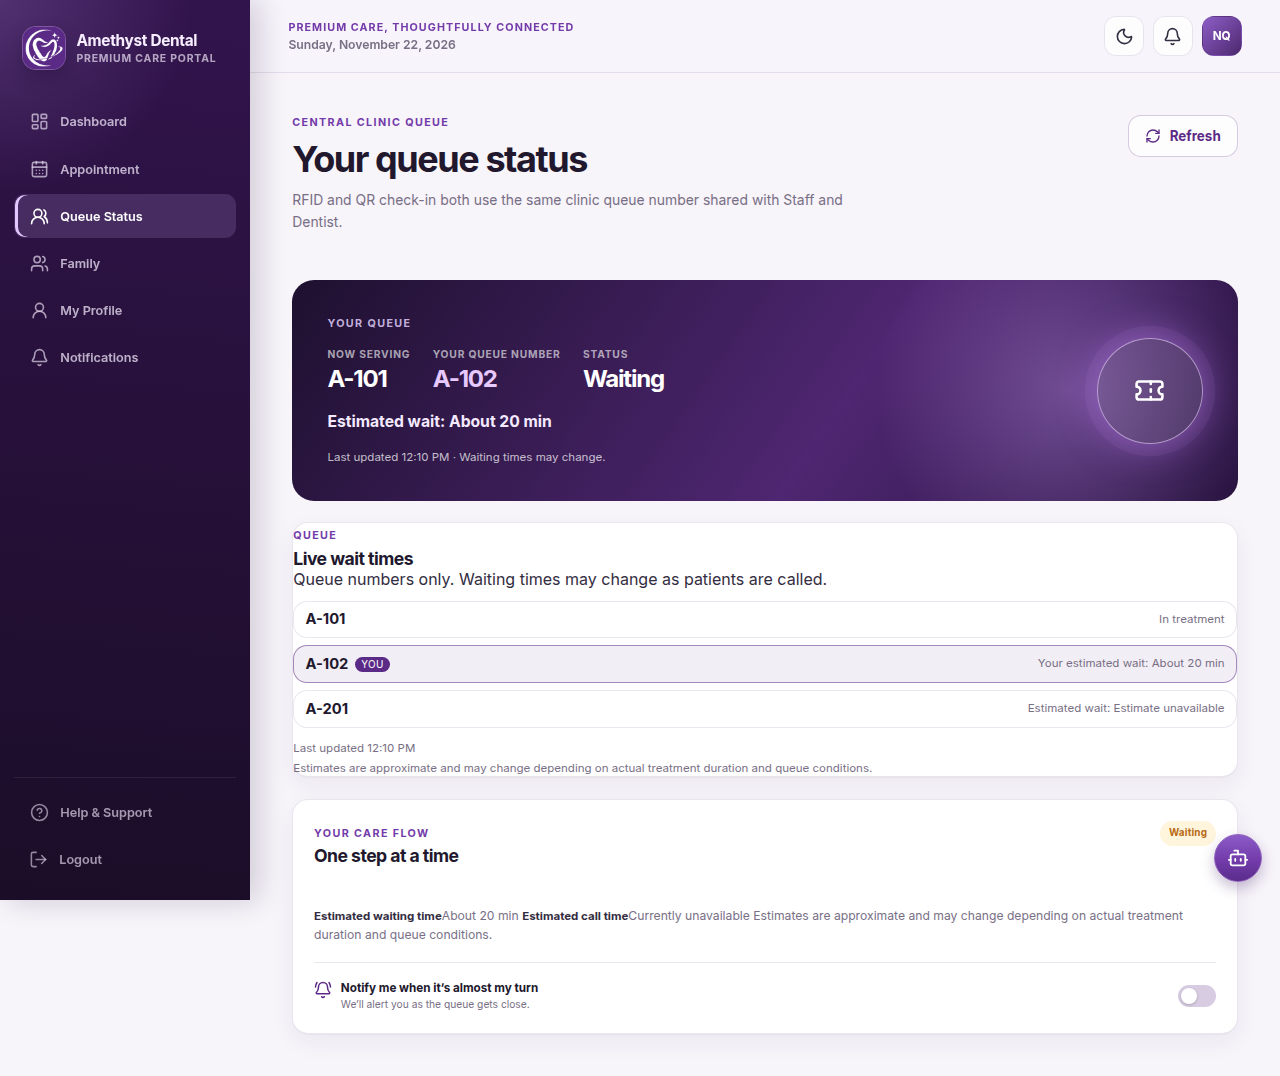 Amethyst Dental
PREMIUM CARE PORTAL
Dashboard
Appointment
Queue Status
Family
My Profile
Notifications
Help & Support
Logout
PREMIUM CARE, THOUGHTFULLY CONNECTED
Sunday, November 22, 2026
NQ
CENTRAL CLINIC QUEUE
Your queue status
RFID and QR check-in both use the same clinic queue number shared with Staff and
Dentist.
Refresh
YOUR QUEUE
NOW SERVING
A-101
YOUR QUEUE NUMBER
A-102
STATUS
Waiting
Estimated wait: About 20 min
Last updated 12:10 PM · Waiting times may change.
QUEUE
Live wait times
Queue numbers only. Waiting times may change as patients are called.
A-101 In treatment
A-102 YOU Your estimated wait: About 20 min
A-201 Estimated wait: Estimate unavailable
Last updated 12:10 PM
Estimates are approximate and may change depending on actual treatment duration and queue conditions.
YOUR CARE FLOW
One step at a time
Waiting
Estimated waiting timeAbout 20 min Estimated call timeCurrently unavailable Estimates are approximate and may change depending on actual treatment
duration and queue conditions.
Notify me when it's almost my turn
We'll alert you as the queue gets close.